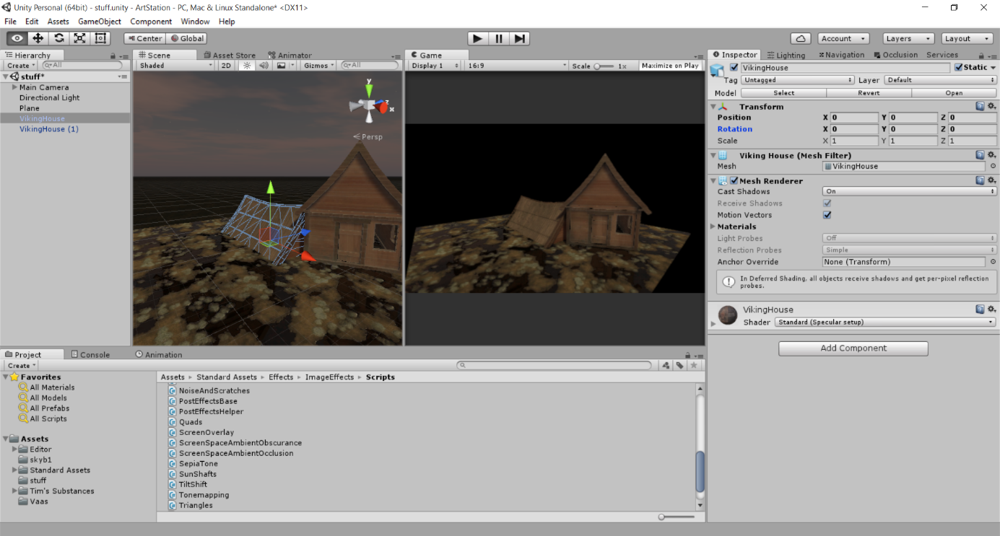 Unity Personal (64bit) - stuff.unity - ArtStation - PC, Mac & Linux Standalone* <DX11>
File Edit Assets GameObject Component Window Help
Center Global Account Layers Layout
Hierarchy
Create All
stuff*
Main Camera
Directional Light
Plane
VikingHouse
VikingHouse (1)
Scene Asset Store Animator
Shaded 2D Gizmos All
y
z
x
Persp
Game
Display 1 16:9 Scale 1x Maximize on Play
Inspector Lighting Navigation Occlusion Services
VikingHouse Static
Tag Untagged Layer Default
Model Select Revert Open
Transform
Position X 0 Y 0 Z 0
Rotation X 0 Y 0 Z 0
Scale X 1 Y 1 Z 1
Viking House (Mesh Filter)
Mesh VikingHouse
Mesh Renderer
Cast Shadows On
Receive Shadows
Motion Vectors
Materials
Light Probes Off
Reflection Probes Simple
Anchor Override None (Transform)
In Deferred Shading, all objects receive shadows and get per-pixel reflection
probes.
VikingHouse
Shader Standard (Specular setup)
Add Component
Project Console Animation
Create
Favorites
All Materials
All Models
All Prefabs
All Scripts
Assets
Editor
skyb1
Standard Assets
stuff
Tim's Substances
Vaas
Assets Standard Assets Effects ImageEffects Scripts
NoiseAndScratches
PostEffectsBase
PostEffectsHelper
Quads
ScreenOverlay
ScreenSpaceAmbientObscurance
ScreenSpaceAmbientOcclusion
SepiaTone
SunShafts
TiltShift
Tonemapping
Triangles